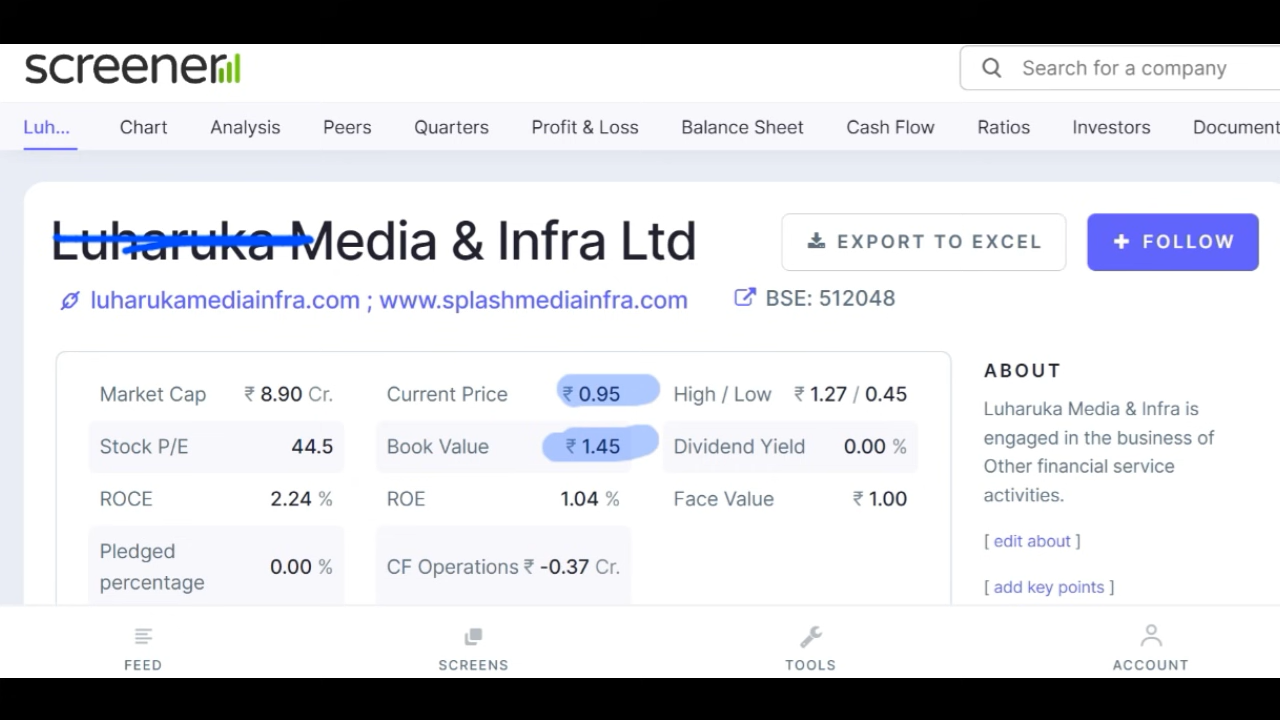 screener
Search for a company
Luh... Chart Analysis Peers Quarters Profit & Loss Balance Sheet Cash Flow Ratios Investors Document
Luharuka Media & Infra Ltd
EXPORT TO EXCEL
+ FOLLOW
luharukamediainfra.com ; www.splashmediainfra.com
BSE: 512048
Market Cap ₹ 8.90 Cr. Current Price ₹ 0.95 High / Low ₹ 1.27 / 0.45
Stock P/E 44.5 Book Value ₹ 1.45 Dividend Yield 0.00 %
ROCE 2.24 % ROE 1.04 % Face Value ₹ 1.00
Pledged
percentage 0.00 % CF Operations ₹ -0.37 Cr.
ABOUT
Luharuka Media & Infra is
engaged in the business of
Other financial service
activities.
[ edit about ]
[ add key points ]
FEED SCREENS TOOLS ACCOUNT